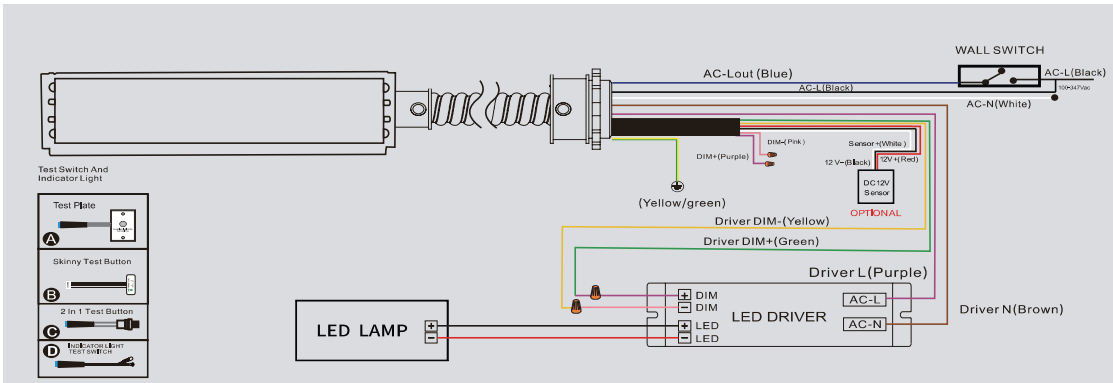 WALL SWITCH
AC-Lout (Blue)
AC-L(Black)
AC-L(Black)
100-347Vac
AC-N(White)
DIM-(Pink)
DIM+(Purple)
Sensor+(White)
12 V-(Black)
12V+(Red)
DC12V
Sensor
OPTIONAL
(Yellow/green)
Driver DIM-(Yellow)
Driver DIM+(Green)
Driver L(Purple)
Driver N(Brown)
Test Switch And
Indicator Light
Test Plate
A
Skinny Test Button
B
2 In 1 Test Button
C
INDICATOR LIGHT
TEST SWITCH
D
LED LAMP
+
−
+ DIM
− DIM
+ LED
− LED
LED DRIVER
AC-L
AC-N